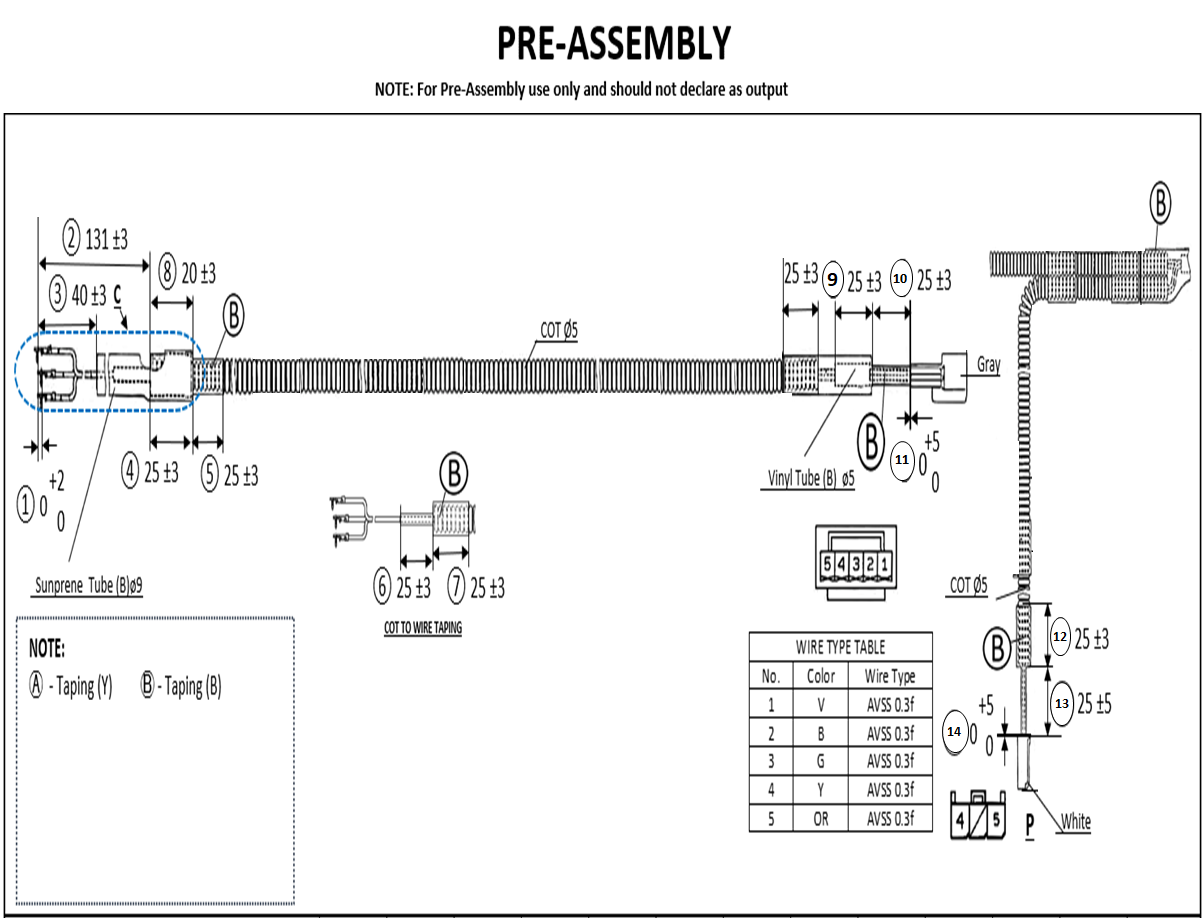 PRE-ASSEMBLY
NOTE: For Pre-Assembly use only and should not declare as output
B
② 131 ±3
⑧ 20 ±3
③ 40 ±3 C
B
COT Ø5
25 ±3
⑨ 25 ±3
⑩ 25 ±3
Gray
④ 25 ±3
⑤ 25 ±3
+2
① 0
0
B
Vinyl Tube (B) ø5
B
+5
⑪ 0
0
Sunprene Tube (B)ø9
⑥ 25 ±3
⑦ 25 ±3
COT TO WIRE TAPING
5 4 3 2 1
COT Ø5
B
⑫ 25 ±3
⑬ 25 ±5
+5
⑭ 0
0
4 5
P
White
NOTE:
Ⓐ - Taping (Y) Ⓑ - Taping (B)
WIRE TYPE TABLE
No. Color Wire Type
1 V AVSS 0.3f
2 B AVSS 0.3f
3 G AVSS 0.3f
4 Y AVSS 0.3f
5 OR AVSS 0.3f